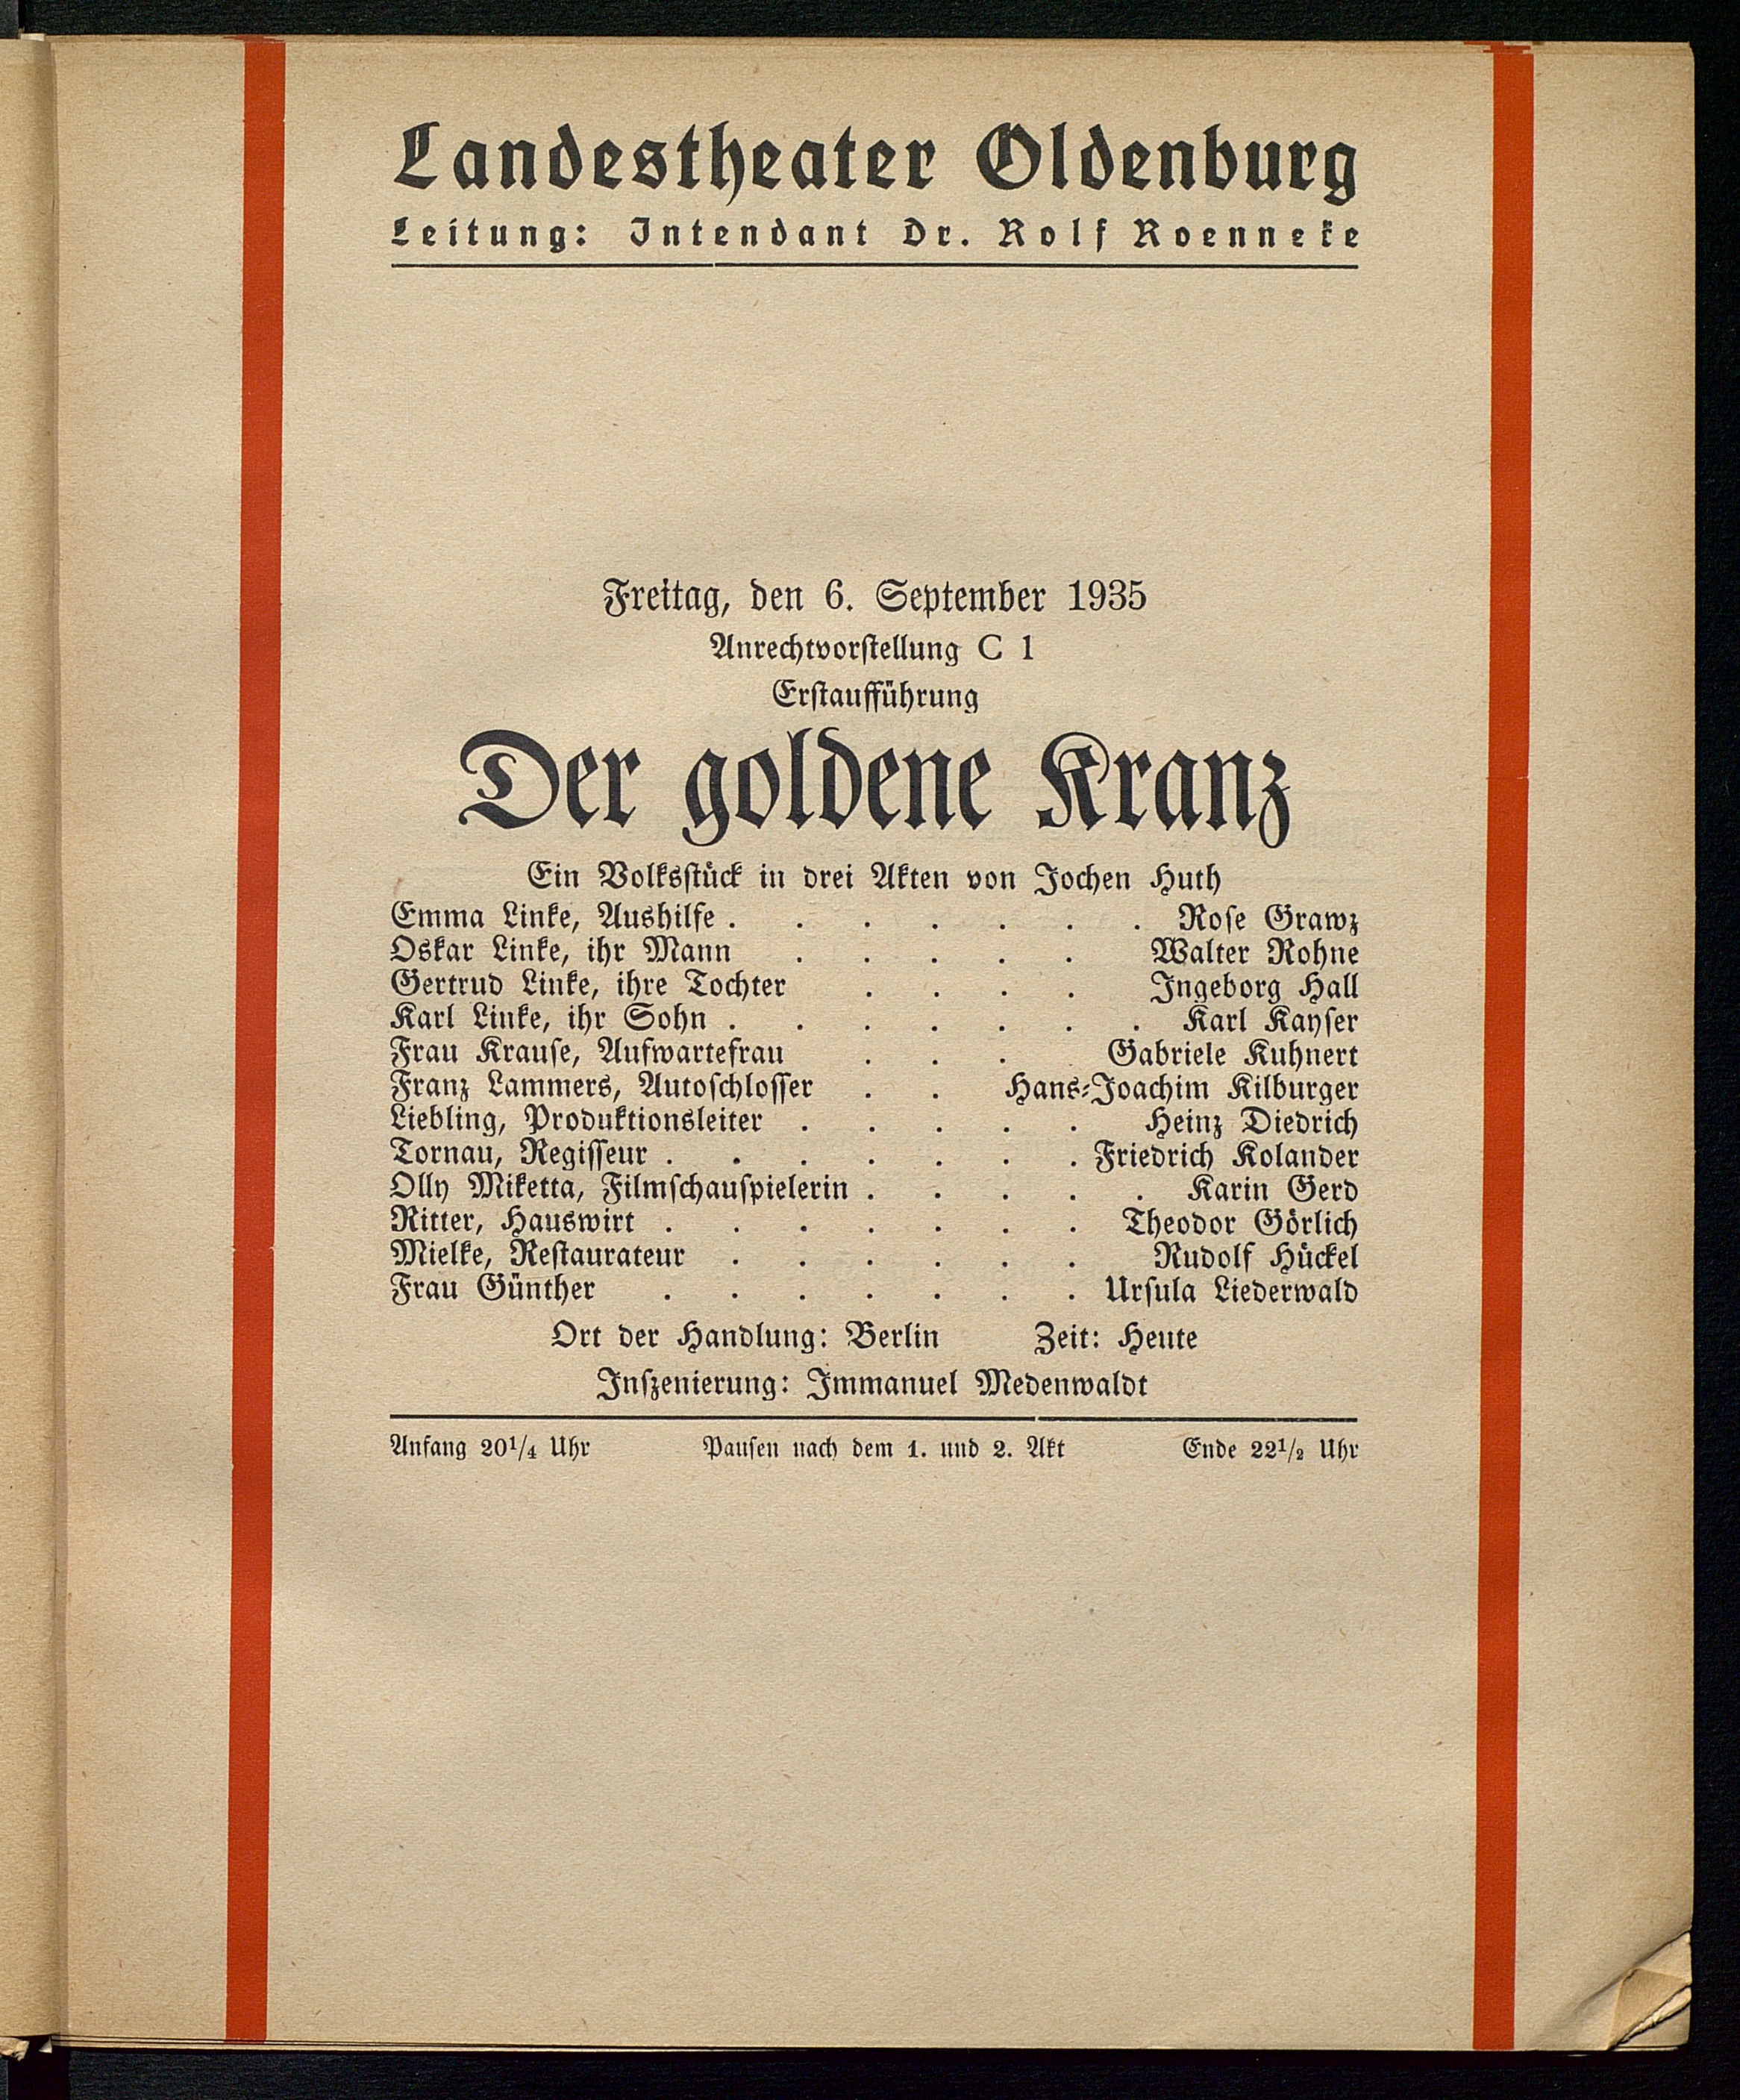 Landestheater Oldenburg
Leitung: Intendant Dr. Rolf Roenneke
Freitag, den 6. September 1935
Anrechtvorstellung C 1
Erstaufführung
Der goldene Kranz
Ein Volksstück in drei Akten von Jochen Huth
Emma Linke, Aushilfe . . . . . . . Rose Grawz
Oskar Linke, ihr Mann . . . . . Walter Rohne
Gertrud Linke, ihre Tochter . . . . Ingeborg Hall
Karl Linke, ihr Sohn . . . . . . . Karl Kayser
Frau Krause, Aufwartefrau . . . . Gabriele Kuhnert
Franz Lammers, Autoschlosser . . Hans-Joachim Kilburger
Liebling, Produktionsleiter . . . . . Heinz Diedrich
Tornau, Regisseur . . . . . . . Friedrich Kolander
Olly Miketta, Filmschauspielerin . . . . . Karin Gerd
Ritter, Hauswirt . . . . . . . Theodor Görlich
Mielke, Restaurateur . . . . . . Rudolf Hückel
Frau Günther . . . . . . . Ursula Liederwald
Ort der Handlung: Berlin Zeit: Heute
Inszenierung: Immanuel Medenwaldt
Anfang 20¹/₄ Uhr Pausen nach dem 1. und 2. Akt Ende 22¹/₂ Uhr